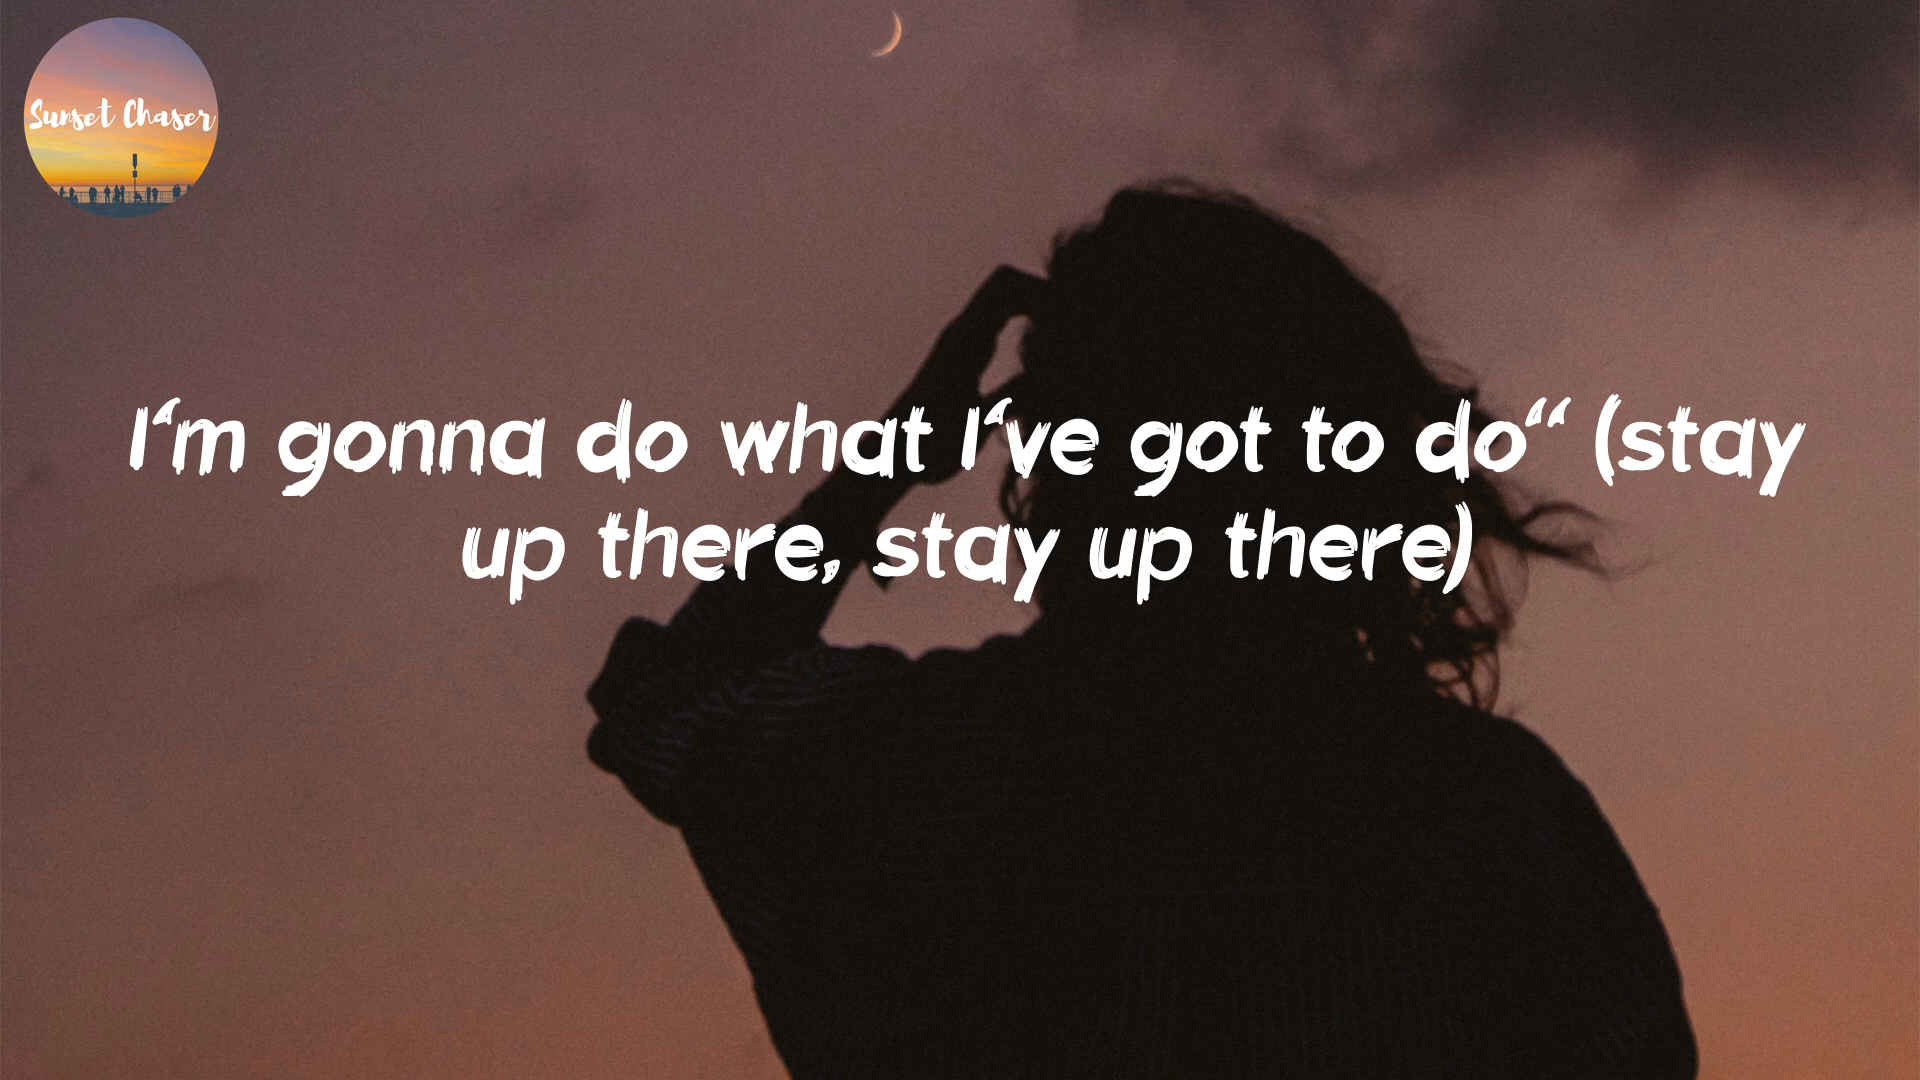 Sunset Chaser
I‘m gonna do what I‘ve got to do“ (stay
up there, stay up there)